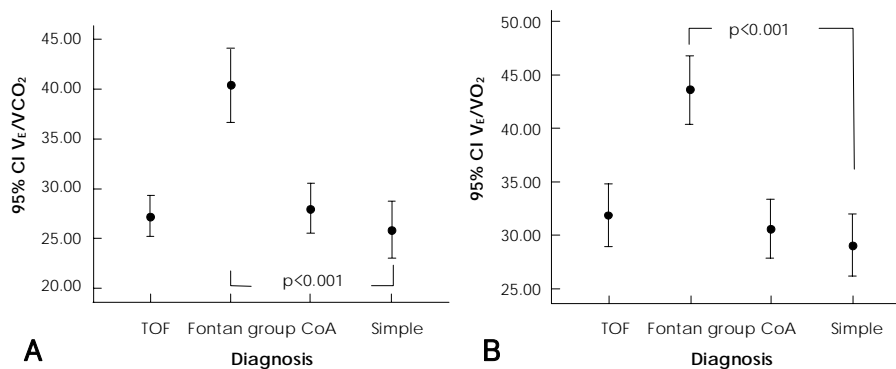 45.00
40.00
35.00
30.00
25.00
20.00
95% CI VE/VCO2
p<0.001
TOF Fontan group CoA Simple
Diagnosis
A
50.00
45.00
40.00
35.00
30.00
25.00
95% CI VE/VO2
p<0.001
TOF Fontan group CoA Simple
Diagnosis
B